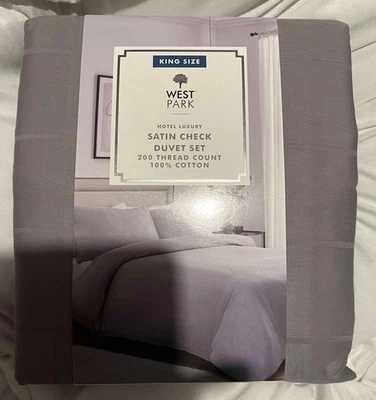 KING SIZE
WEST
PARK
HOTEL LUXURY
SATIN CHECK
DUVET SET
200 THREAD COUNT
100% COTTON